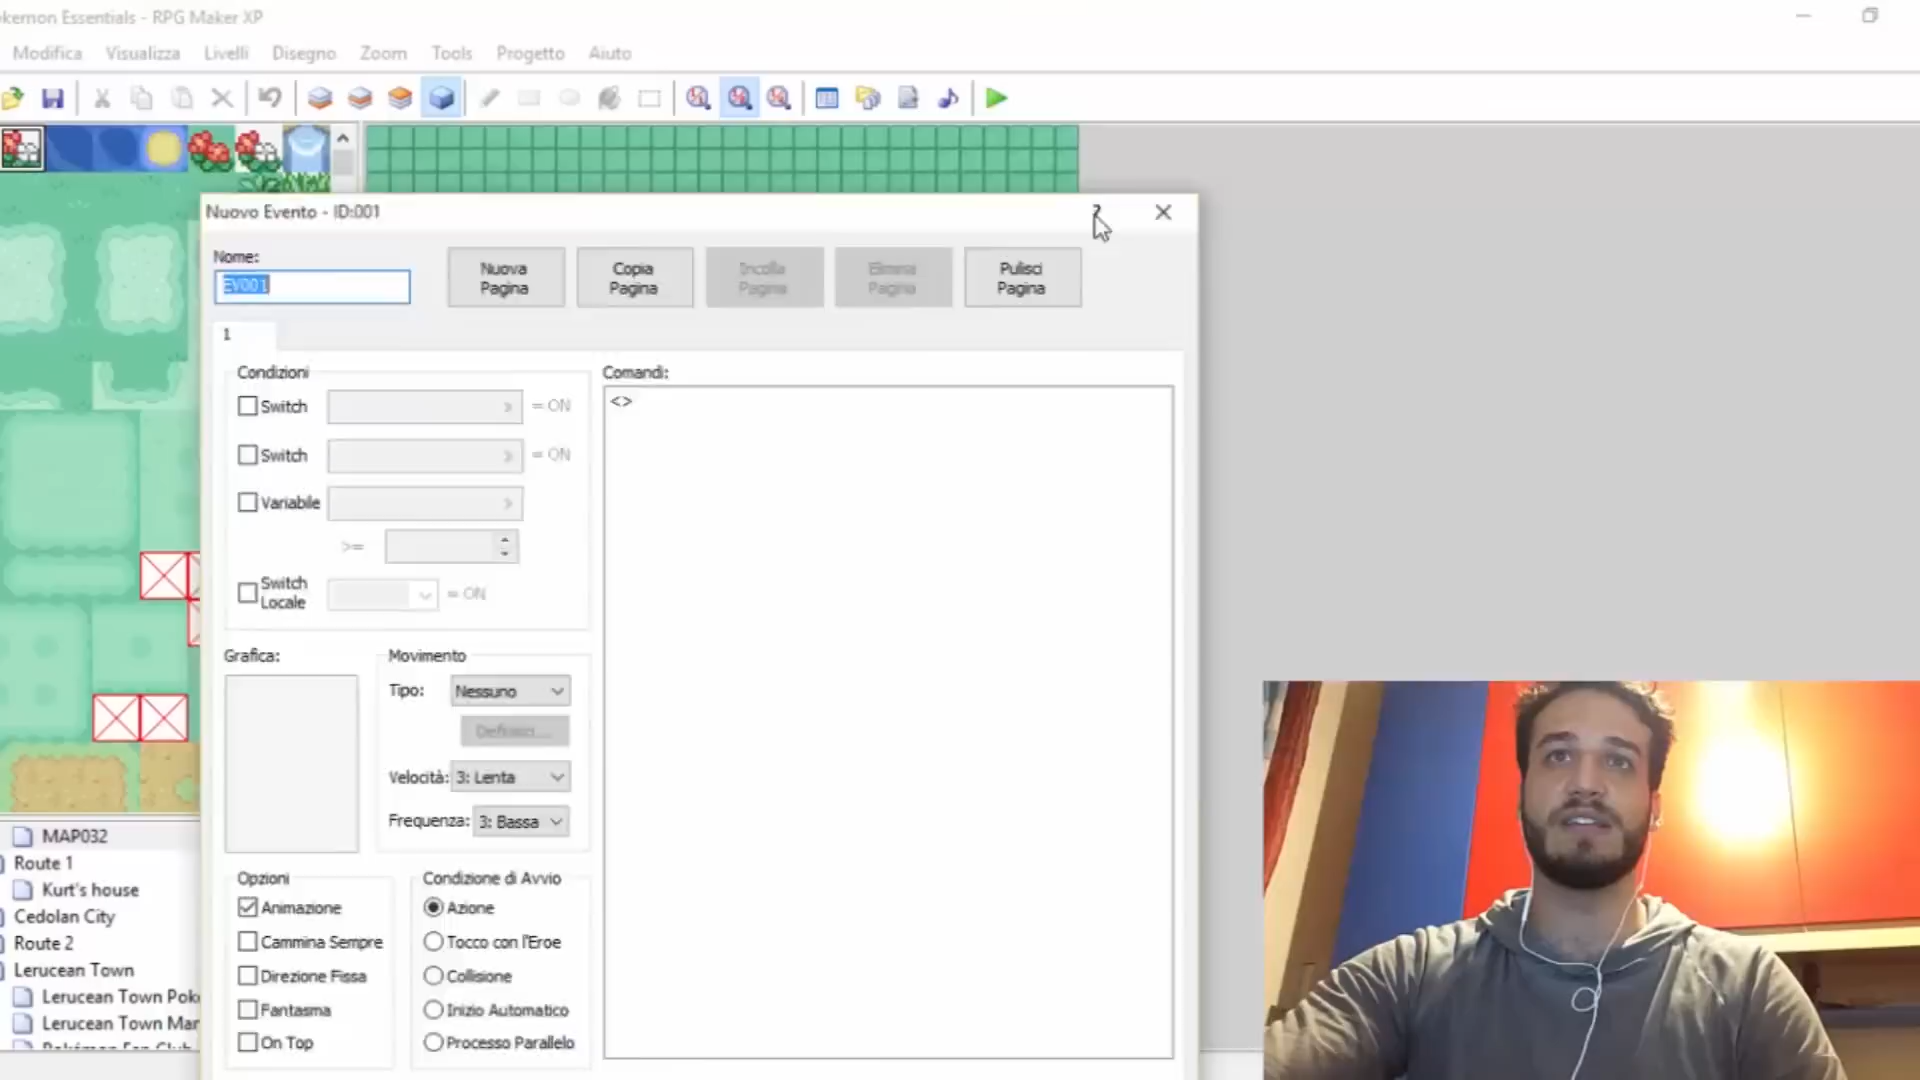 kemon Essentials - RPG Maker XP
Modifica Visualizza Livelli Disegno Zoom Tools Progetto Aiuto
Nuovo Evento - ID:001
?
Nome:
EV001
Nuova Pagina
Copia Pagina
Incolla Pagina
Elimina Pagina
Pulisci Pagina
1
Condizioni
Switch = ON
Switch = ON
Variabile
>=
Switch Locale = ON
Comandi:
<>
Grafica:
Movimento
Tipo: Nessuno
Definisci...
Velocità: 3: Lenta
Frequenza: 3: Bassa
Opzioni
Animazione
Cammina Sempre
Direzione Fissa
Fantasma
On Top
Condizione di Avvio
Azione
Tocco con l'Eroe
Collisione
Inizio Automatico
Processo Parallelo
MAP032
Route 1
Kurt's house
Cedolan City
Route 2
Lerucean Town
Lerucean Town Pok
Lerucean Town Mar
Pokémon Fan Club